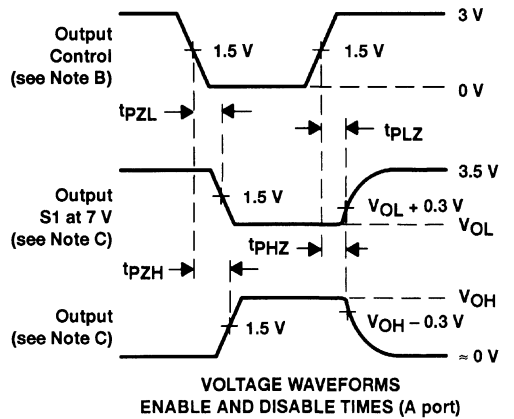 Output
Control
(see Note B)
3 V
1.5 V
1.5 V
0 V
tPZL
tPLZ
Output
S1 at 7 V
(see Note C)
3.5 V
1.5 V
VOL + 0.3 V
VOL
tPHZ
tPZH
Output
(see Note C)
VOH
1.5 V
VOH – 0.3 V
≈ 0 V
VOLTAGE WAVEFORMS
ENABLE AND DISABLE TIMES (A port)